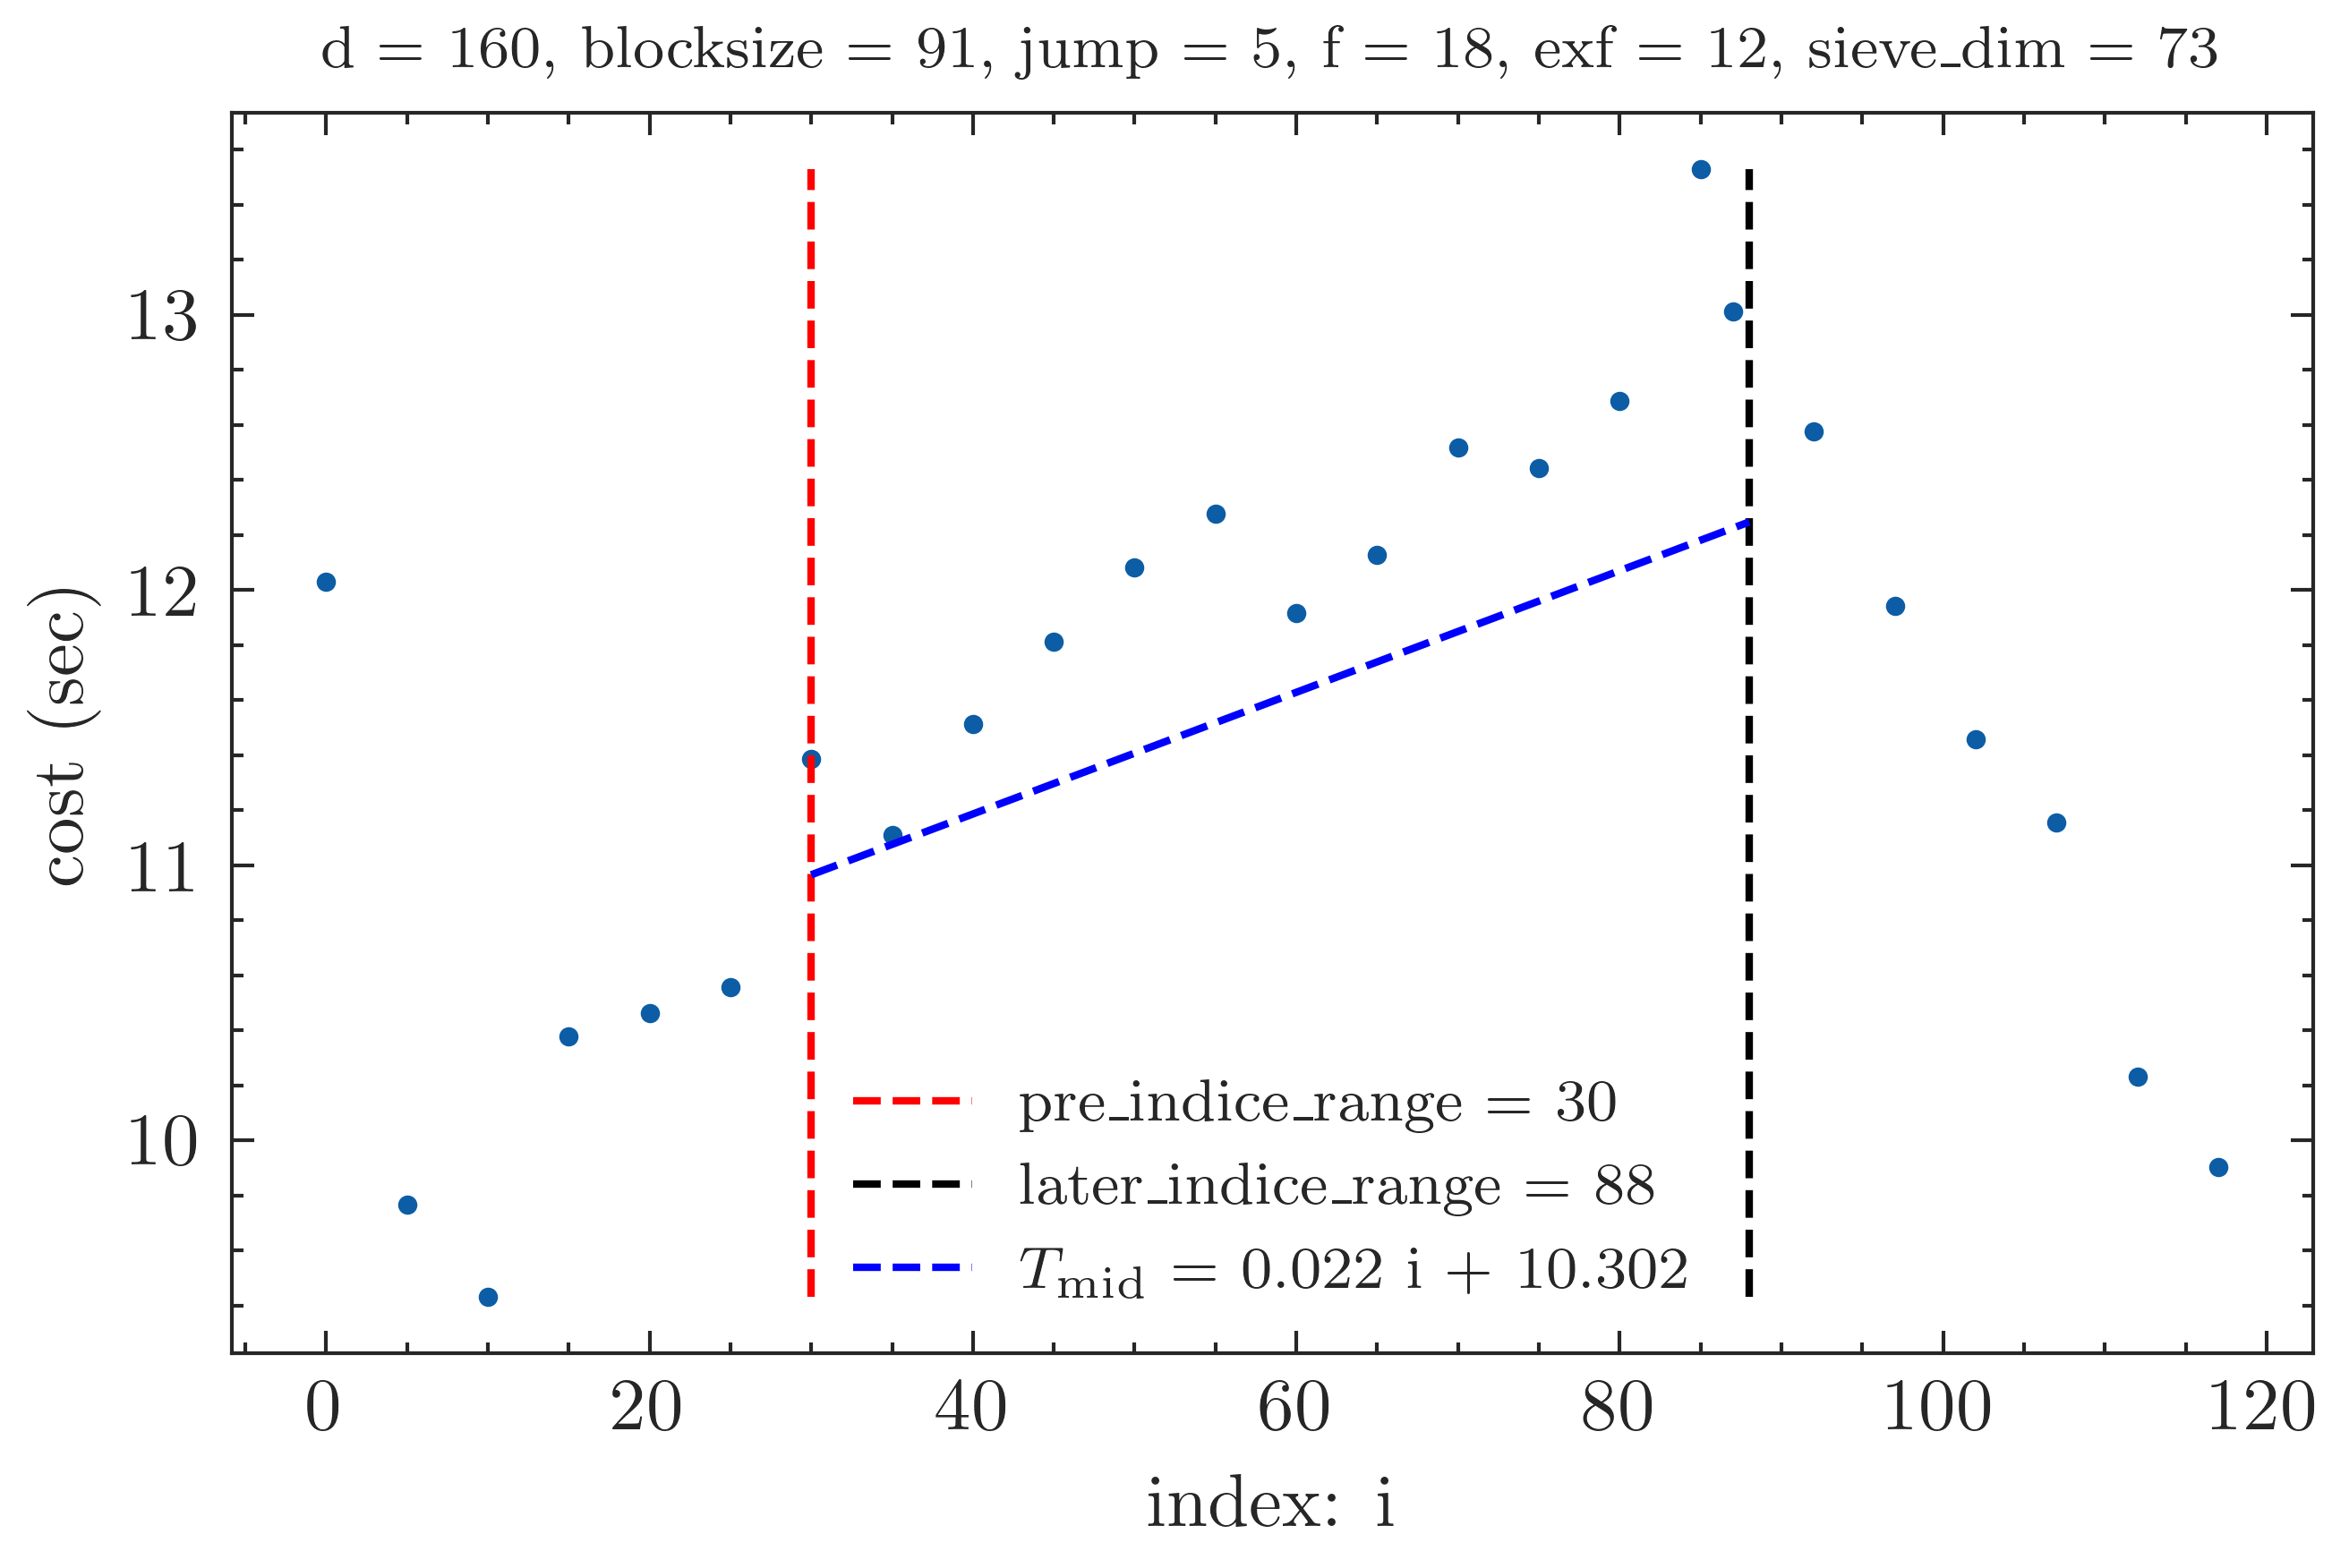 d = 160, blocksize = 91, jump = 5, f = 18, exf = 12, sieve_dim = 73
cost (sec)
13
12
11
10
pre_indice_range = 30
later_indice_range = 88
T_mid = 0.022 i + 10.302
0 20 40 60 80 100 120
index: i